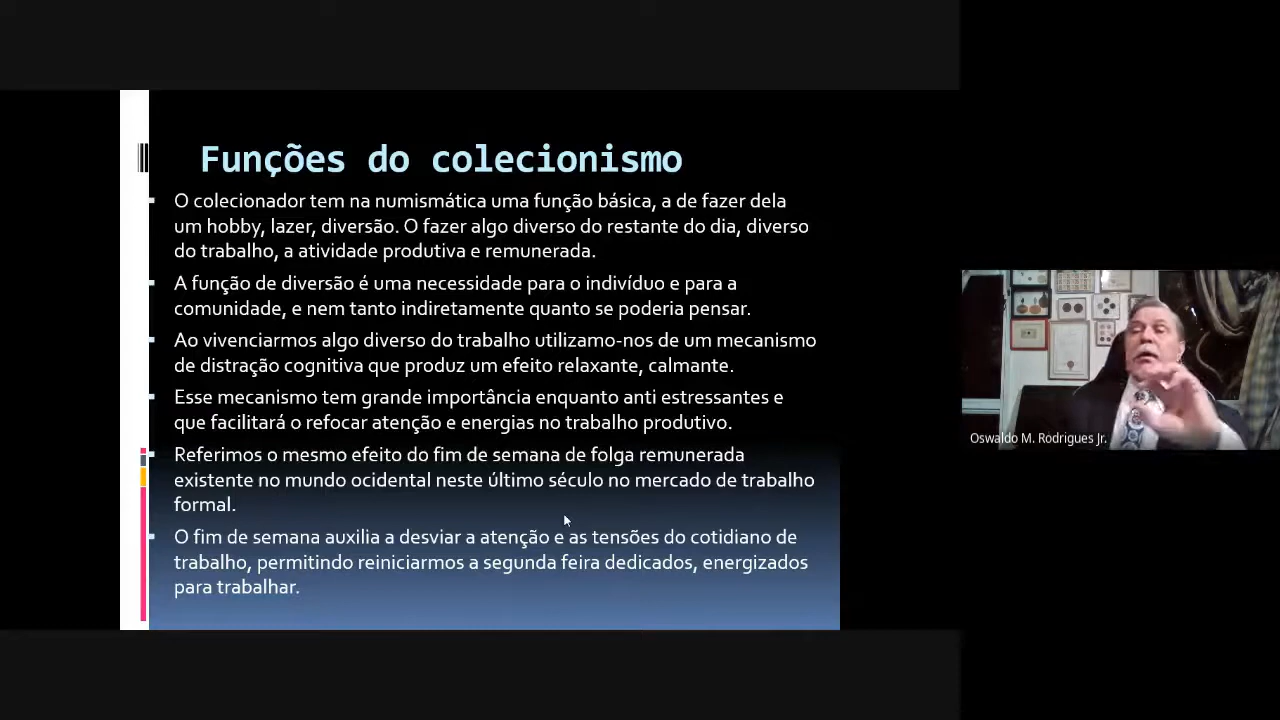 Funções do colecionismo
O colecionador tem na numismática uma função básica, a de fazer dela
um hobby, lazer, diversão. O fazer algo diverso do restante do dia, diverso
do trabalho, a atividade produtiva e remunerada.
A função de diversão é uma necessidade para o indivíduo e para a
comunidade, e nem tanto indiretamente quanto se poderia pensar.
Ao vivenciarmos algo diverso do trabalho utilizamo-nos de um mecanismo
de distração cognitiva que produz um efeito relaxante, calmante.
Esse mecanismo tem grande importância enquanto anti estressantes e
que facilitará o refocar atenção e energias no trabalho produtivo.
Referimos o mesmo efeito do fim de semana de folga remunerada
existente no mundo ocidental neste último século no mercado de trabalho
formal.
O fim de semana auxilia a desviar a atenção e as tensões do cotidiano de
trabalho, permitindo reiniciarmos a segunda feira dedicados, energizados
para trabalhar.
Oswaldo M. Rodrigues Jr.